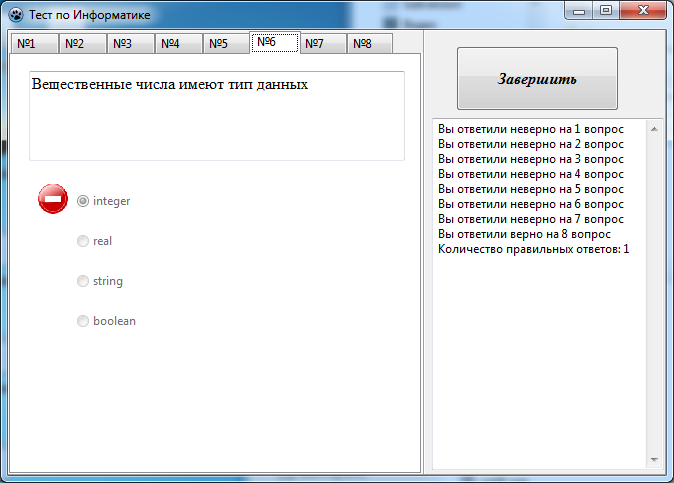 Тест по Информатике
№1 №2 №3 №4 №5 №6 №7 №8
Вещественные числа имеют тип данных
integer
real
string
boolean
Завершить
Вы ответили неверно на 1 вопрос
Вы ответили неверно на 2 вопрос
Вы ответили неверно на 3 вопрос
Вы ответили неверно на 4 вопрос
Вы ответили неверно на 5 вопрос
Вы ответили неверно на 6 вопрос
Вы ответили неверно на 7 вопрос
Вы ответили верно на 8 вопрос
Количество правильных ответов: 1